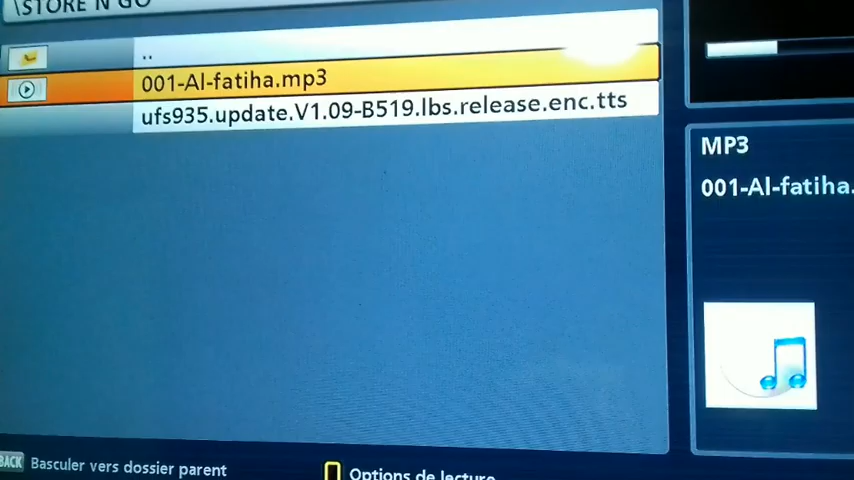 \STORE N GO
..
001-Al-fatiha.mp3
ufs935.update.V1.09-B519.lbs.release.enc.tts
MP3
001-Al-fatiha.
BACK Basculer vers dossier parent
Options de lecture